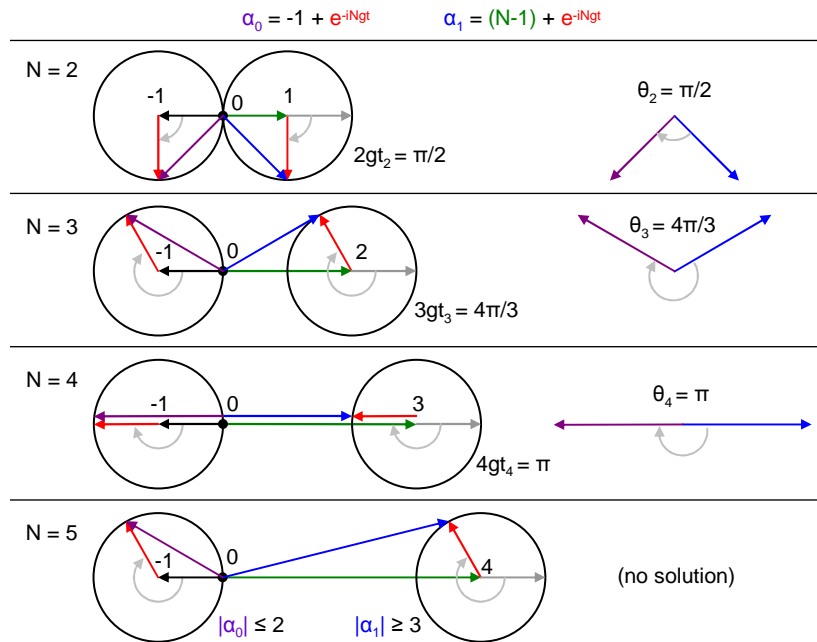 α₀ = -1 + e^-iNgt α₁ = (N-1) + e^-iNgt
N = 2
-1 0 1
2gt₂ = π/2
θ₂ = π/2
N = 3
-1 0 2
3gt₃ = 4π/3
θ₃ = 4π/3
N = 4
-1 0 3
4gt₄ = π
θ₄ = π
N = 5
-1 0 4
|α₀| ≤ 2 |α₁| ≥ 3
(no solution)